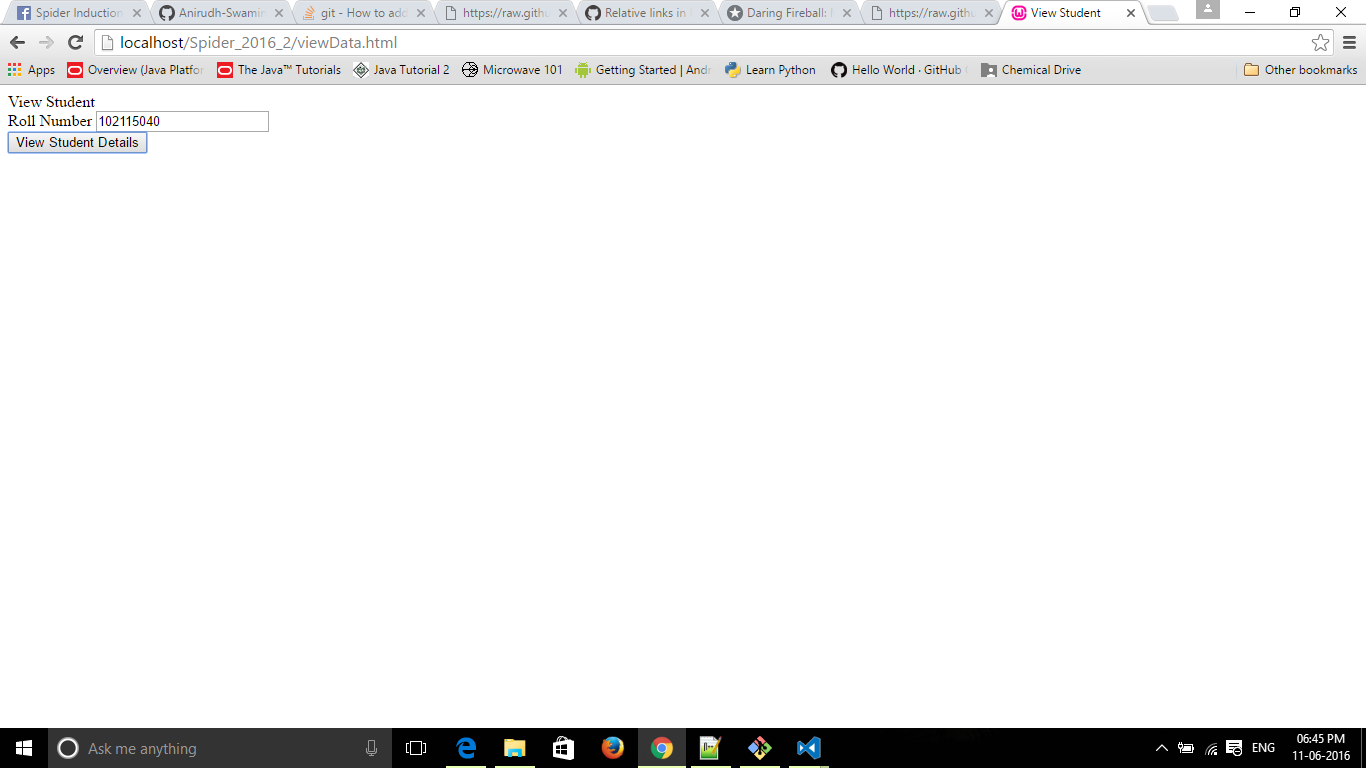 Spider Induction Anirudh-Swamin git - How to add https://raw.githu Relative links in Daring Fireball: https://raw.githu View Student
localhost/Spider_2016_2/viewData.html
Apps Overview (Java Platfor The Java™ Tutorials Java Tutorial 2 Microwave 101 Getting Started | Andr Learn Python Hello World · GitHub Chemical Drive Other bookmarks
View Student
Roll Number 102115040
View Student Details
Ask me anything ENG 06:45 PM
11-06-2016